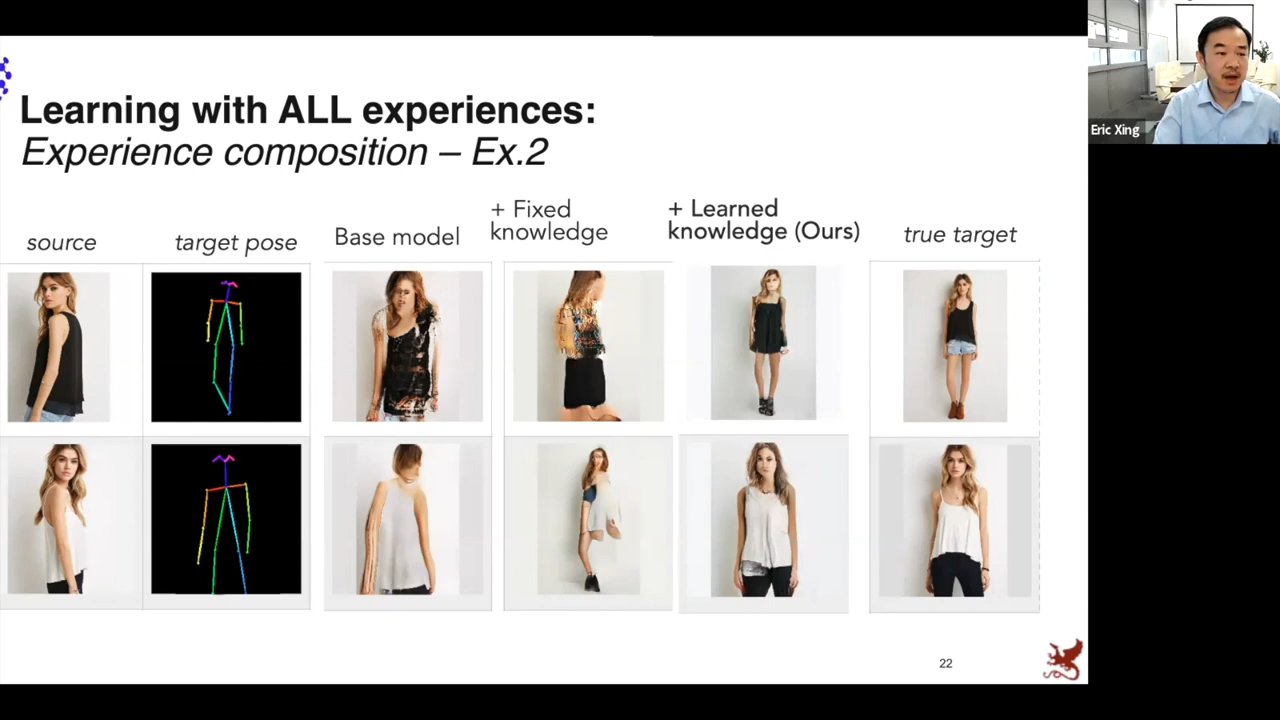 Learning with ALL experiences:
Experience composition – Ex.2
source
target pose
Base model
+ Fixed
knowledge
+ Learned
knowledge (Ours)
true target
22
Eric Xing